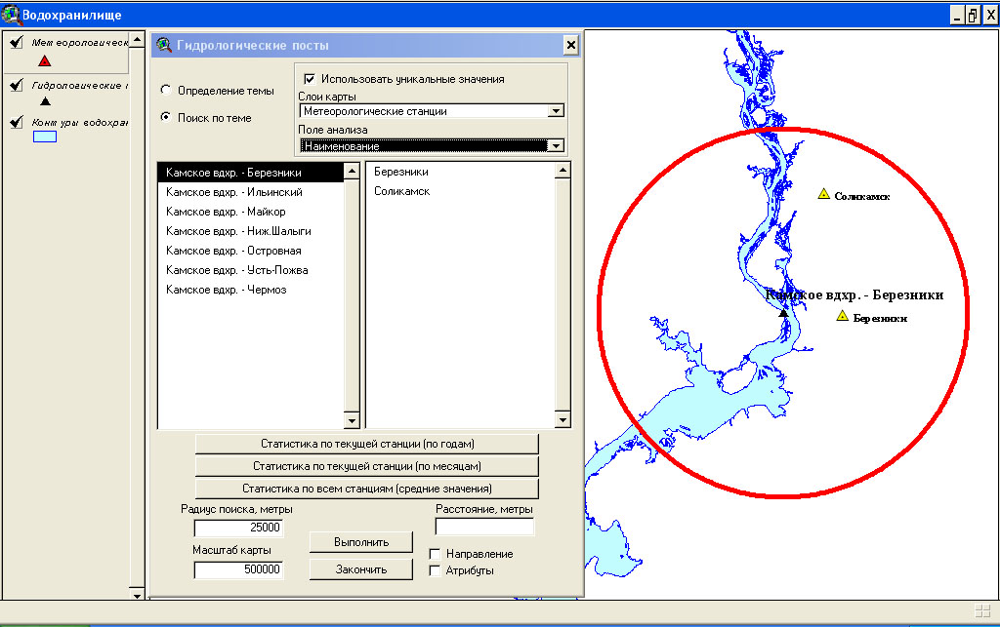 Водохранилище
Метеорологическ
Гидрологические п
Контуры водохран
Гидрологические посты
Определение темы
Поиск по теме
Использовать уникальные значения
Слои карты
Метеорологические станции
Поле анализа
Наименование
Камское вдхр. - Березники
Камское вдхр. - Ильинский
Камское вдхр. - Майкор
Камское вдхр. - Ниж.Шалыги
Камское вдхр. - Островная
Камское вдхр. - Усть-Пожва
Камское вдхр. - Чермоз
Березники
Соликамск
Статистика по текущей станции (по годам)
Статистика по текущей станции (по месяцам)
Статистика по всем станциям (средние значения)
Радиус поиска, метры
25000
Масштаб карты
500000
Выполнить
Закончить
Расстояние, метры
Направление
Атрибуты
Соликамск
Камское вдхр. - Березники
Березники